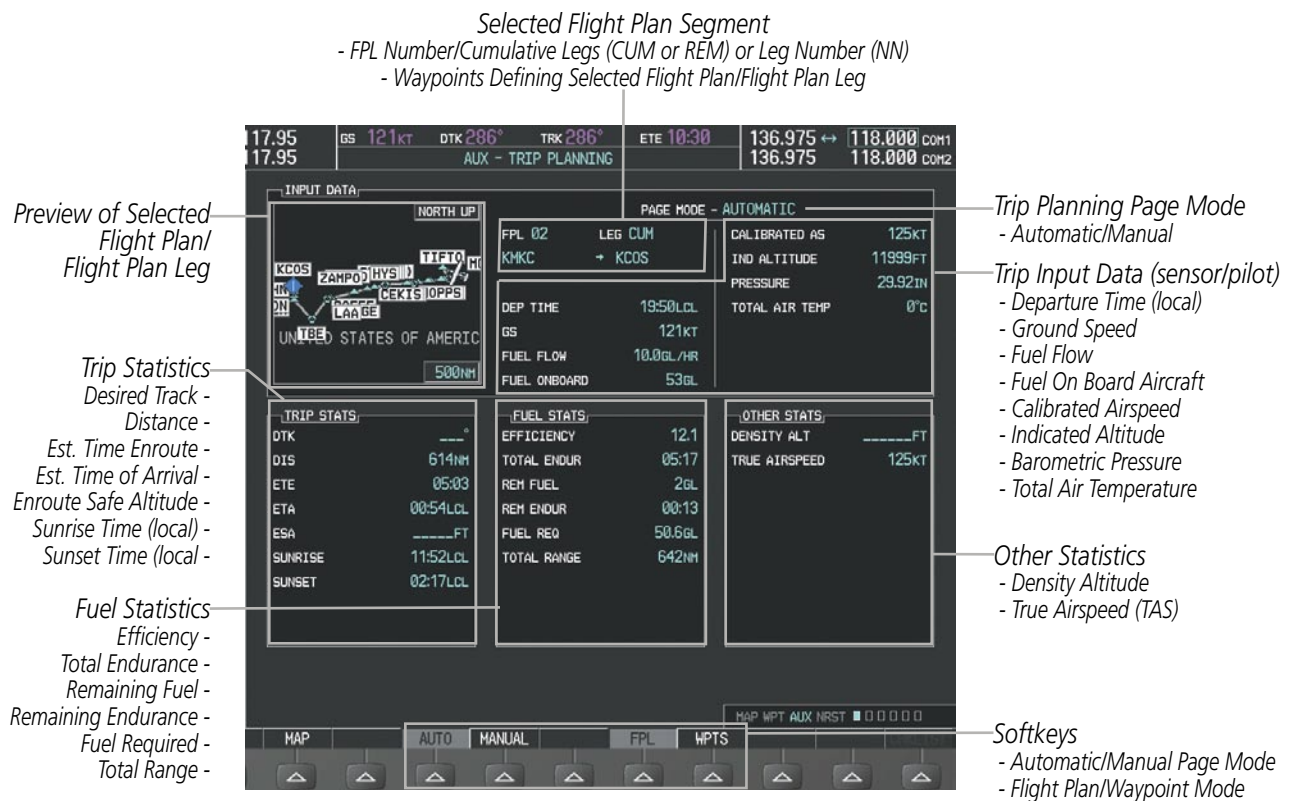 Selected Flight Plan Segment
- FPL Number/Cumulative Legs (CUM or REM) or Leg Number (NN)
- Waypoints Defining Selected Flight Plan/Flight Plan Leg
17.95 GS 121KT DTK 286° TRK 286° ETE 10:30 136.975 ↔ 118.000 COM1
17.95 AUX - TRIP PLANNING 136.975 118.000 COM2
Preview of Selected
Flight Plan/
Flight Plan Leg
INPUT DATA
NORTH UP
KCOS
ZAMPO
HYS
TIFTO
CEKIS
OPPS
LAA
GE
TBE
UNITED STATES OF AMERIC
500NM
PAGE MODE - AUTOMATIC
FPL 02 LEG CUM
KMKC → KCOS
DEP TIME 19:50LCL
GS 121KT
FUEL FLOW 10.0GL/HR
FUEL ONBOARD 53GL
CALIBRATED AS 125KT
IND ALTITUDE 11999FT
PRESSURE 29.92IN
TOTAL AIR TEMP 0°C
Trip Planning Page Mode
- Automatic/Manual
Trip Input Data (sensor/pilot)
- Departure Time (local)
- Ground Speed
- Fuel Flow
- Fuel On Board Aircraft
- Calibrated Airspeed
- Indicated Altitude
- Barometric Pressure
- Total Air Temperature
Trip Statistics
Desired Track -
Distance -
Est. Time Enroute -
Est. Time of Arrival -
Enroute Safe Altitude -
Sunrise Time (local) -
Sunset Time (local -
TRIP STATS
DTK ___°
DIS 614NM
ETE 05:03
ETA 00:54LCL
ESA _____FT
SUNRISE 11:52LCL
SUNSET 02:17LCL
FUEL STATS
EFFICIENCY 12.1
TOTAL ENDUR 05:17
REM FUEL 2GL
REM ENDUR 00:13
FUEL REQ 50.6GL
TOTAL RANGE 642NM
OTHER STATS
DENSITY ALT ______FT
TRUE AIRSPEED 125KT
Other Statistics
- Density Altitude
- True Airspeed (TAS)
Fuel Statistics
Efficiency -
Total Endurance -
Remaining Fuel -
Remaining Endurance -
Fuel Required -
Total Range -
MAP WPT AUX NRST
MAP AUTO MANUAL FPL WPTS
Softkeys
- Automatic/Manual Page Mode
- Flight Plan/Waypoint Mode